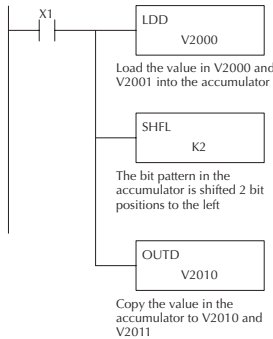 X1
LDD
V2000
Load the value in V2000 and
V2001 into the accumulator
SHFL
K2
The bit pattern in the
accumulator is shifted 2 bit
positions to the left
OUTD
V2010
Copy the value in the
accumulator to V2010 and
V2011